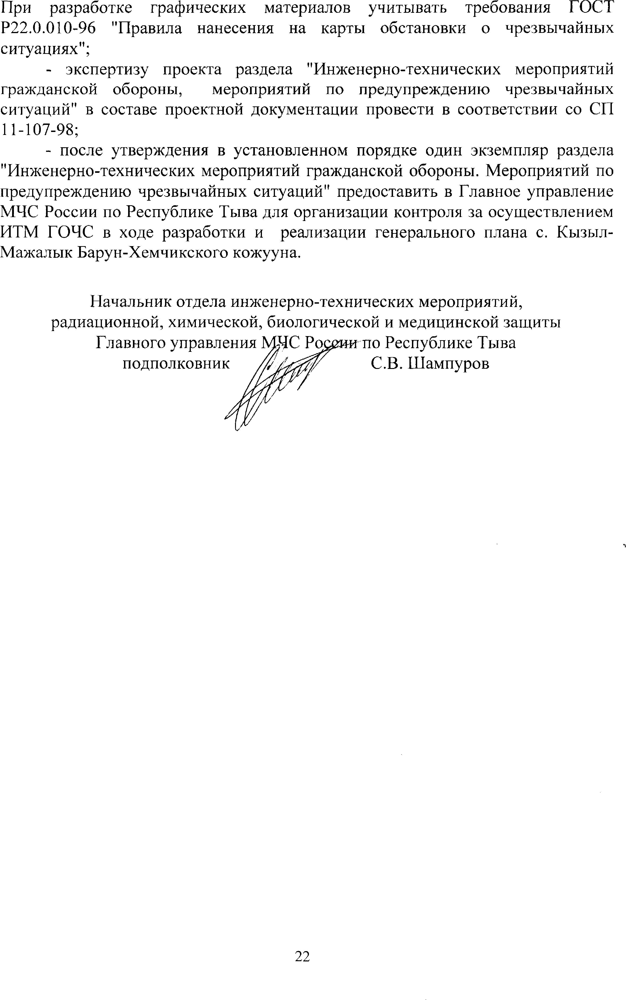 При разработке графических материалов учитывать требования ГОСТ
Р22.0.010-96 "Правила нанесения на карты обстановки о чрезвычайных
ситуациях";
- экспертизу проекта раздела "Инженерно-технических мероприятий
гражданской обороны, мероприятий по предупреждению чрезвычайных
ситуаций" в составе проектной документации провести в соответствии со СП
11-107-98;
- после утверждения в установленном порядке один экземпляр раздела
"Инженерно-технических мероприятий гражданской обороны. Мероприятий по
предупреждению чрезвычайных ситуаций" предоставить в Главное управление
МЧС России по Республике Тыва для организации контроля за осуществлением
ИТМ ГОЧС в ходе разработки и реализации генерального плана с. Кызыл-
Мажалык Барун-Хемчикского кожууна.
Начальник отдела инженерно-технических мероприятий,
радиационной, химической, биологической и медицинской защиты
Главного управления МЧС России по Республике Тыва
подполковник С.В. Шампуров
22